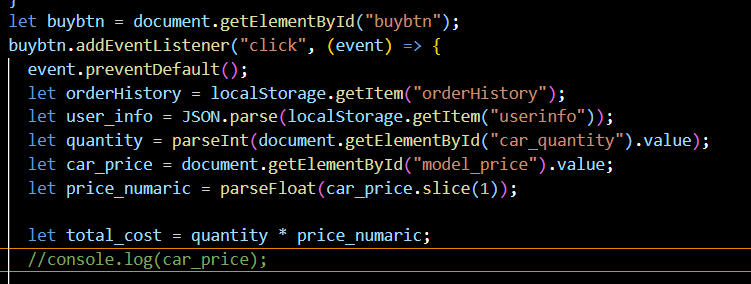 }
let buybtn = document.getElementById("buybtn");
buybtn.addEventListener("click", (event) => {
  event.preventDefault();
  let orderHistory = localStorage.getItem("orderHistory");
  let user_info = JSON.parse(localStorage.getItem("userinfo"));
  let quantity = parseInt(document.getElementById("car_quantity").value);
  let car_price = document.getElementById("model_price").value;
  let price_numaric = parseFloat(car_price.slice(1));
  let total_cost = quantity * price_numaric;
  //console.log(car_price);